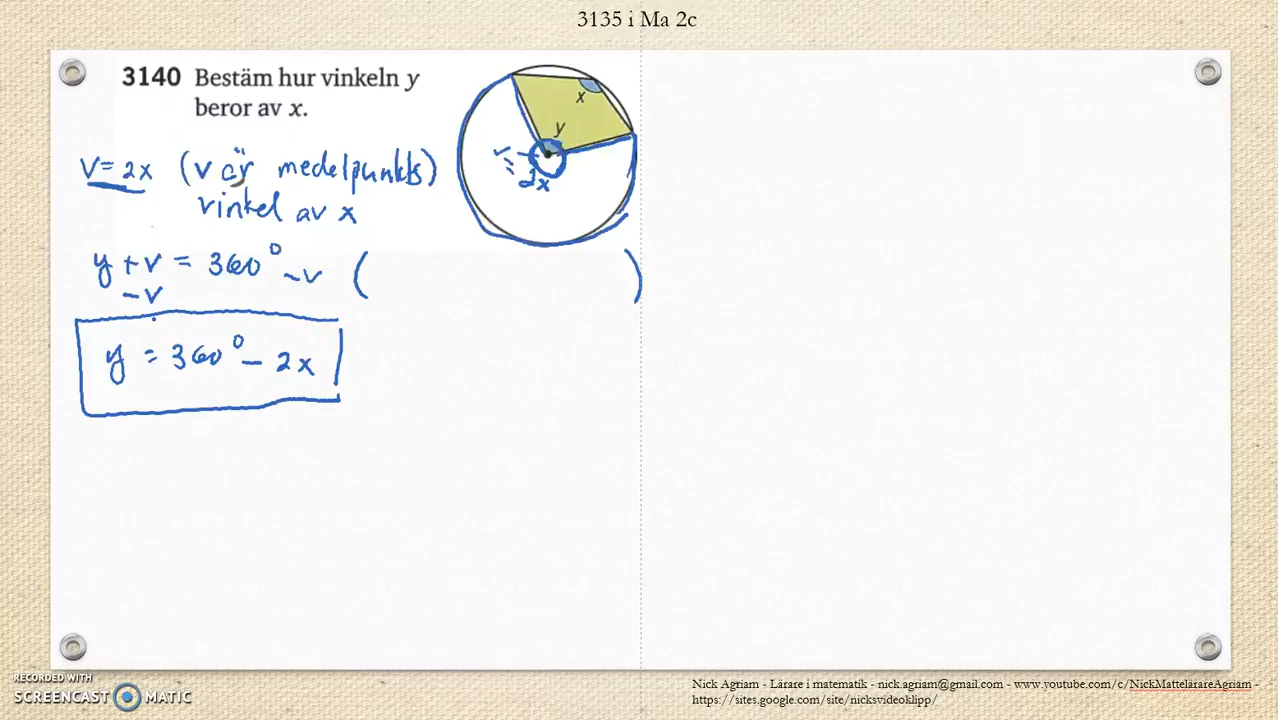 3135 i Ma 2c
3140 Bestäm hur vinkeln y
beror av x.
x
y
v =
2x
v = 2x (v är medelpunkts)
vinkel av x
y + v = 360° - v ( )
- v
y = 360° - 2x
RECORDED WITH
SCREENCAST MATIC
Nick Agriam - Lärare i matematik - nick.agriam@gmail.com - www.youtube.com/c/NickMattelärareAgriam –
https://sites.google.com/site/nicksvideoklipp/